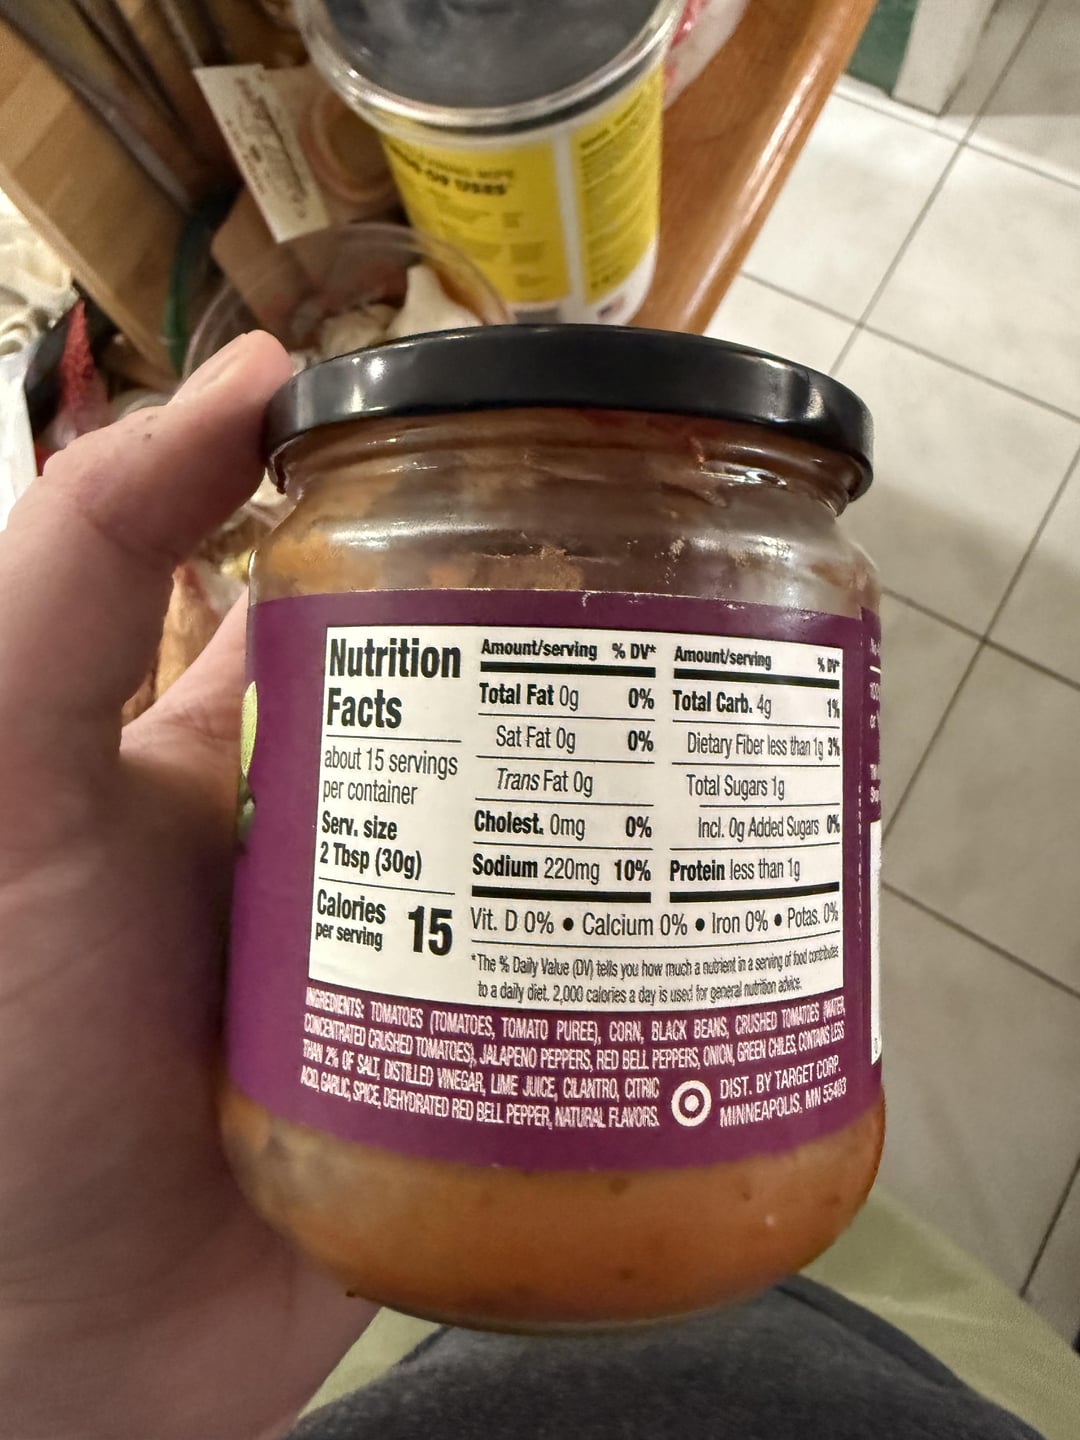 USES*
Nutrition
Facts
about 15 servings
per container
Serv. size
2 Tbsp (30g)
Calories
per serving
15
Amount/serving % DV*
Total Fat 0g 0%
Sat Fat 0g 0%
Trans Fat 0g
Cholest. 0mg 0%
Sodium 220mg 10%
Amount/serving % DV*
Total Carb. 4g 1%
Dietary Fiber less than 1g 3%
Total Sugars 1g
Incl. 0g Added Sugars 0%
Protein less than 1g
Vit. D 0% • Calcium 0% • Iron 0% • Potas. 0%
*The % Daily Value (DV) tells you how much a nutrient in a serving of food contributes
to a daily diet. 2,000 calories a day is used for general nutrition advice.
INGREDIENTS: TOMATOES (TOMATOES, TOMATO PUREE), CORN, BLACK BEANS, CRUSHED TOMATOES (WATER,
CONCENTRATED CRUSHED TOMATOES), JALAPENO PEPPERS, RED BELL PEPPERS, ONION, GREEN CHILES, CONTAINS LESS
THAN 2% OF SALT, DISTILLED VINEGAR, LIME JUICE, CILANTRO, CITRIC
ACID, GARLIC, SPICE, DEHYDRATED RED BELL PEPPER, NATURAL FLAVORS.
DIST. BY TARGET CORP.
MINNEAPOLIS, MN 55403